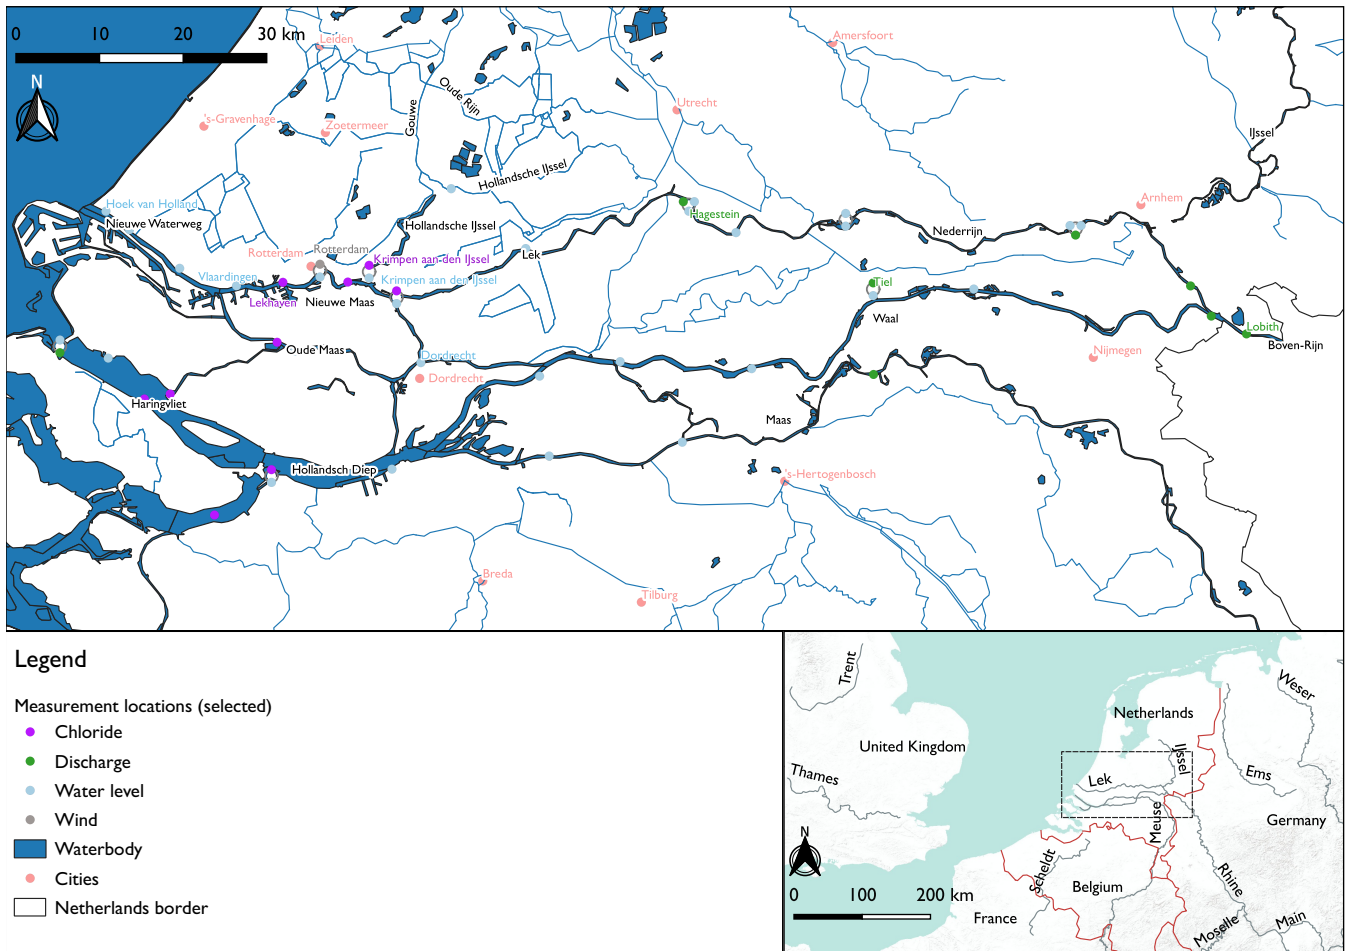 0 10 20 30 km
N
Leiden
Amersfoort
Oude Rijn
Gouwe
Utrecht
's-Gravenhage
Zoetermeer
IJssel
Hollandsche IJssel
Arnhem
Hoek van Holland
Nieuwe Waterweg
Hagestein
Hollandsche IJssel
Nederrijn
Rotterdam
Rotterdam
Lek
Krimpen aan den IJssel
Vlaardingen
Krimpen aan den IJssel
Tiel
Lekhaven
Nieuwe Maas
Waal
Lobith
Boven-Rijn
Oude Maas
Dordrecht
Nijmegen
Dordrecht
Haringvliet
Maas
Hollandsch Diep
's-Hertogenbosch
Breda
Tilburg
Legend
Measurement locations (selected)
Chloride
Discharge
Water level
Wind
Waterbody
Cities
Netherlands border
Trent
Weser
Netherlands
United Kingdom
IJssel
Thames
Lek
Ems
Meuse
Germany
N
Scheldt
Rhine
Belgium
0 100 200 km
France
Moselle
Main